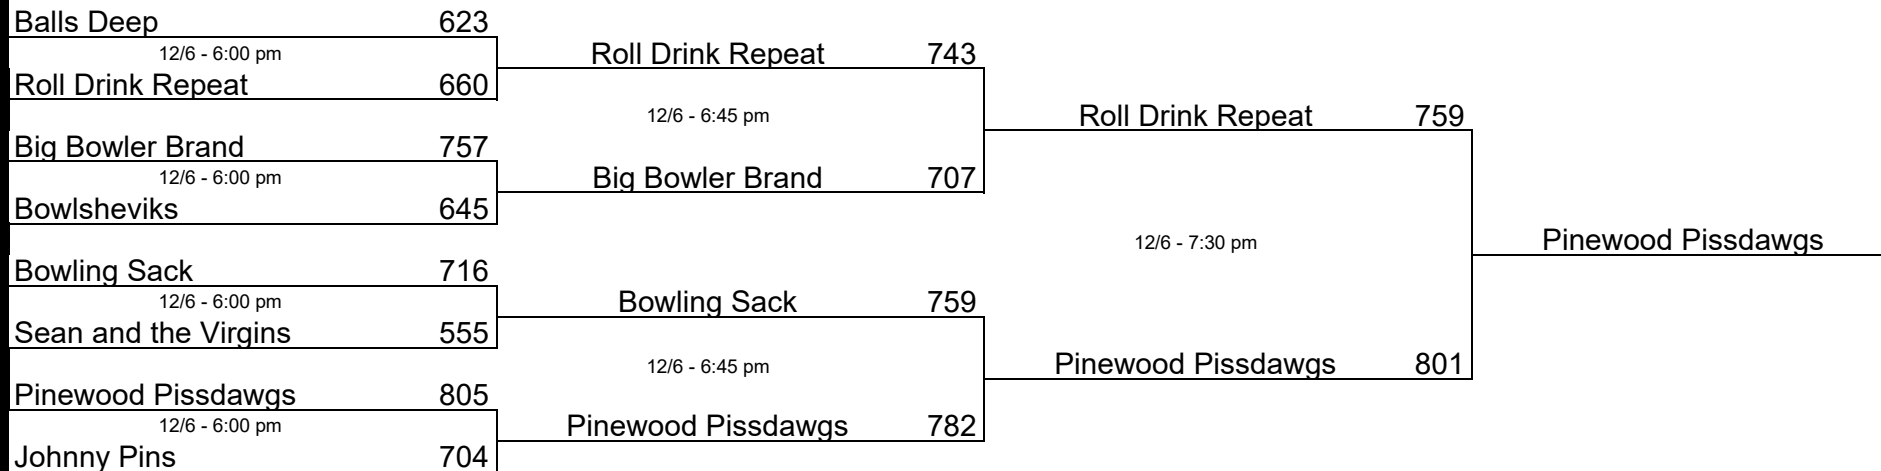 Balls Deep 623
12/6 - 6:00 pm
Roll Drink Repeat 660
Big Bowler Brand 757
12/6 - 6:00 pm
Bowlsheviks 645
Bowling Sack 716
12/6 - 6:00 pm
Sean and the Virgins 555
Pinewood Pissdawgs 805
12/6 - 6:00 pm
Johnny Pins 704
Roll Drink Repeat 743
12/6 - 6:45 pm
Big Bowler Brand 707
Bowling Sack 759
12/6 - 6:45 pm
Pinewood Pissdawgs 782
Roll Drink Repeat 759
12/6 - 7:30 pm
Pinewood Pissdawgs 801
Pinewood Pissdawgs